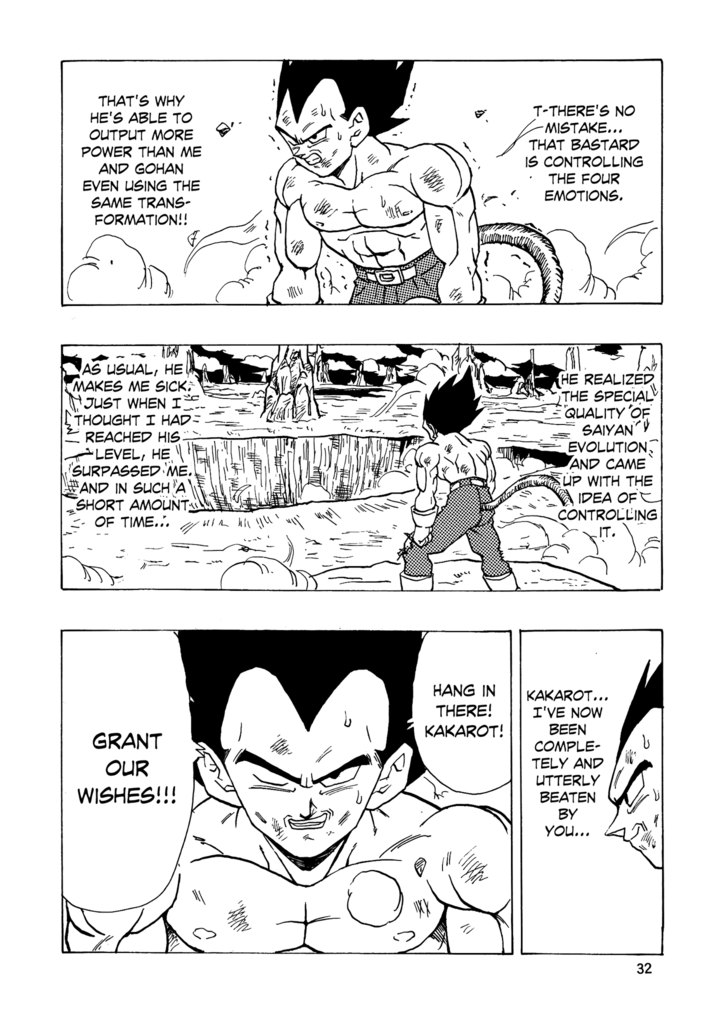 T-THERE'S NO
MISTAKE...
THAT BASTARD
IS CONTROLLING
THE FOUR
EMOTIONS.
THAT'S WHY
HE'S ABLE TO
OUTPUT MORE
POWER THAN ME
AND GOHAN
EVEN USING THE
SAME TRANS-
FORMATION!!
HE REALIZED
THE SPECIAL
QUALITY OF
SAIYAN
EVOLUTION
AND CAME
UP WITH THE
IDEA OF
CONTROLLING
IT.
AS USUAL, HE
MAKES ME SICK.
JUST WHEN I
THOUGHT I HAD
REACHED HIS
LEVEL, HE
SURPASSED ME.
AND IN SUCH A
SHORT AMOUNT
OF TIME...
KAKAROT...
I'VE NOW
BEEN
COMPLE-
TELY AND
UTTERLY
BEATEN
BY
YOU...
HANG IN
THERE!
KAKAROT!
GRANT
OUR
WISHES!!!
32